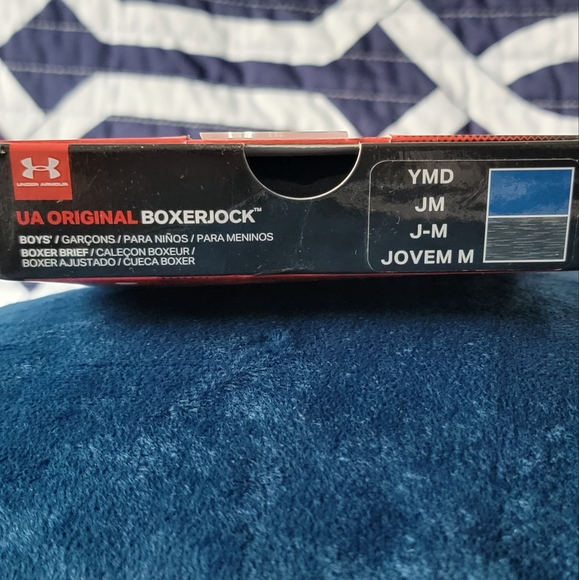 UNDER ARMOUR
UA ORIGINAL BOXERJOCK™
BOYS' / GARÇONS / PARA NIÑOS / PARA MENINOS
BOXER BRIEF / CALEÇON BOXEUR /
BOXER AJUSTADO / CUECA BOXER
YMD
JM
J-M
JOVEM M